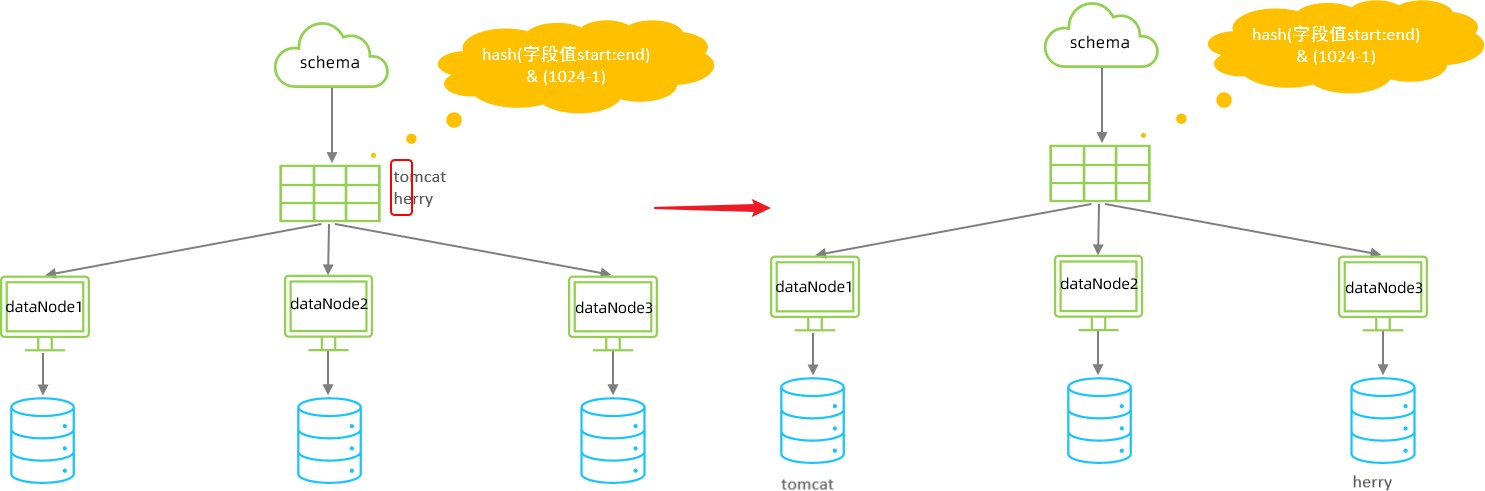 schema
hash(字段值start:end)
& (1024-1)
tomcat
herry
dataNode1
dataNode2
dataNode3
schema
hash(字段值start:end)
& (1024-1)
dataNode1
dataNode2
dataNode3
tomcat
herry